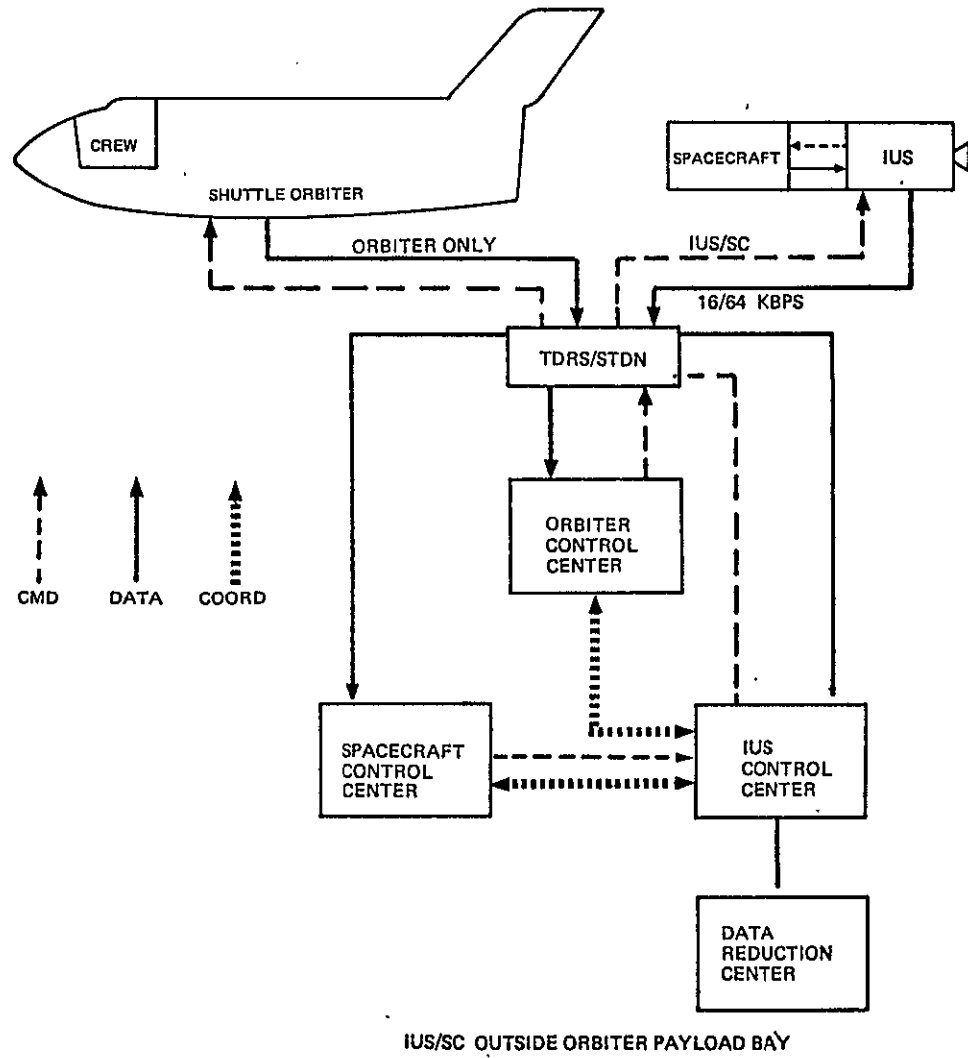 CREW
SHUTTLE ORBITER
SPACECRAFT
IUS
ORBITER ONLY
IUS/SC
16/64 KBPS
TDRS/STDN
ORBITER
CONTROL
CENTER
CMD
DATA
COORD
SPACECRAFT
CONTROL
CENTER
IUS
CONTROL
CENTER
DATA
REDUCTION
CENTER
IUS/SC OUTSIDE ORBITER PAYLOAD BAY